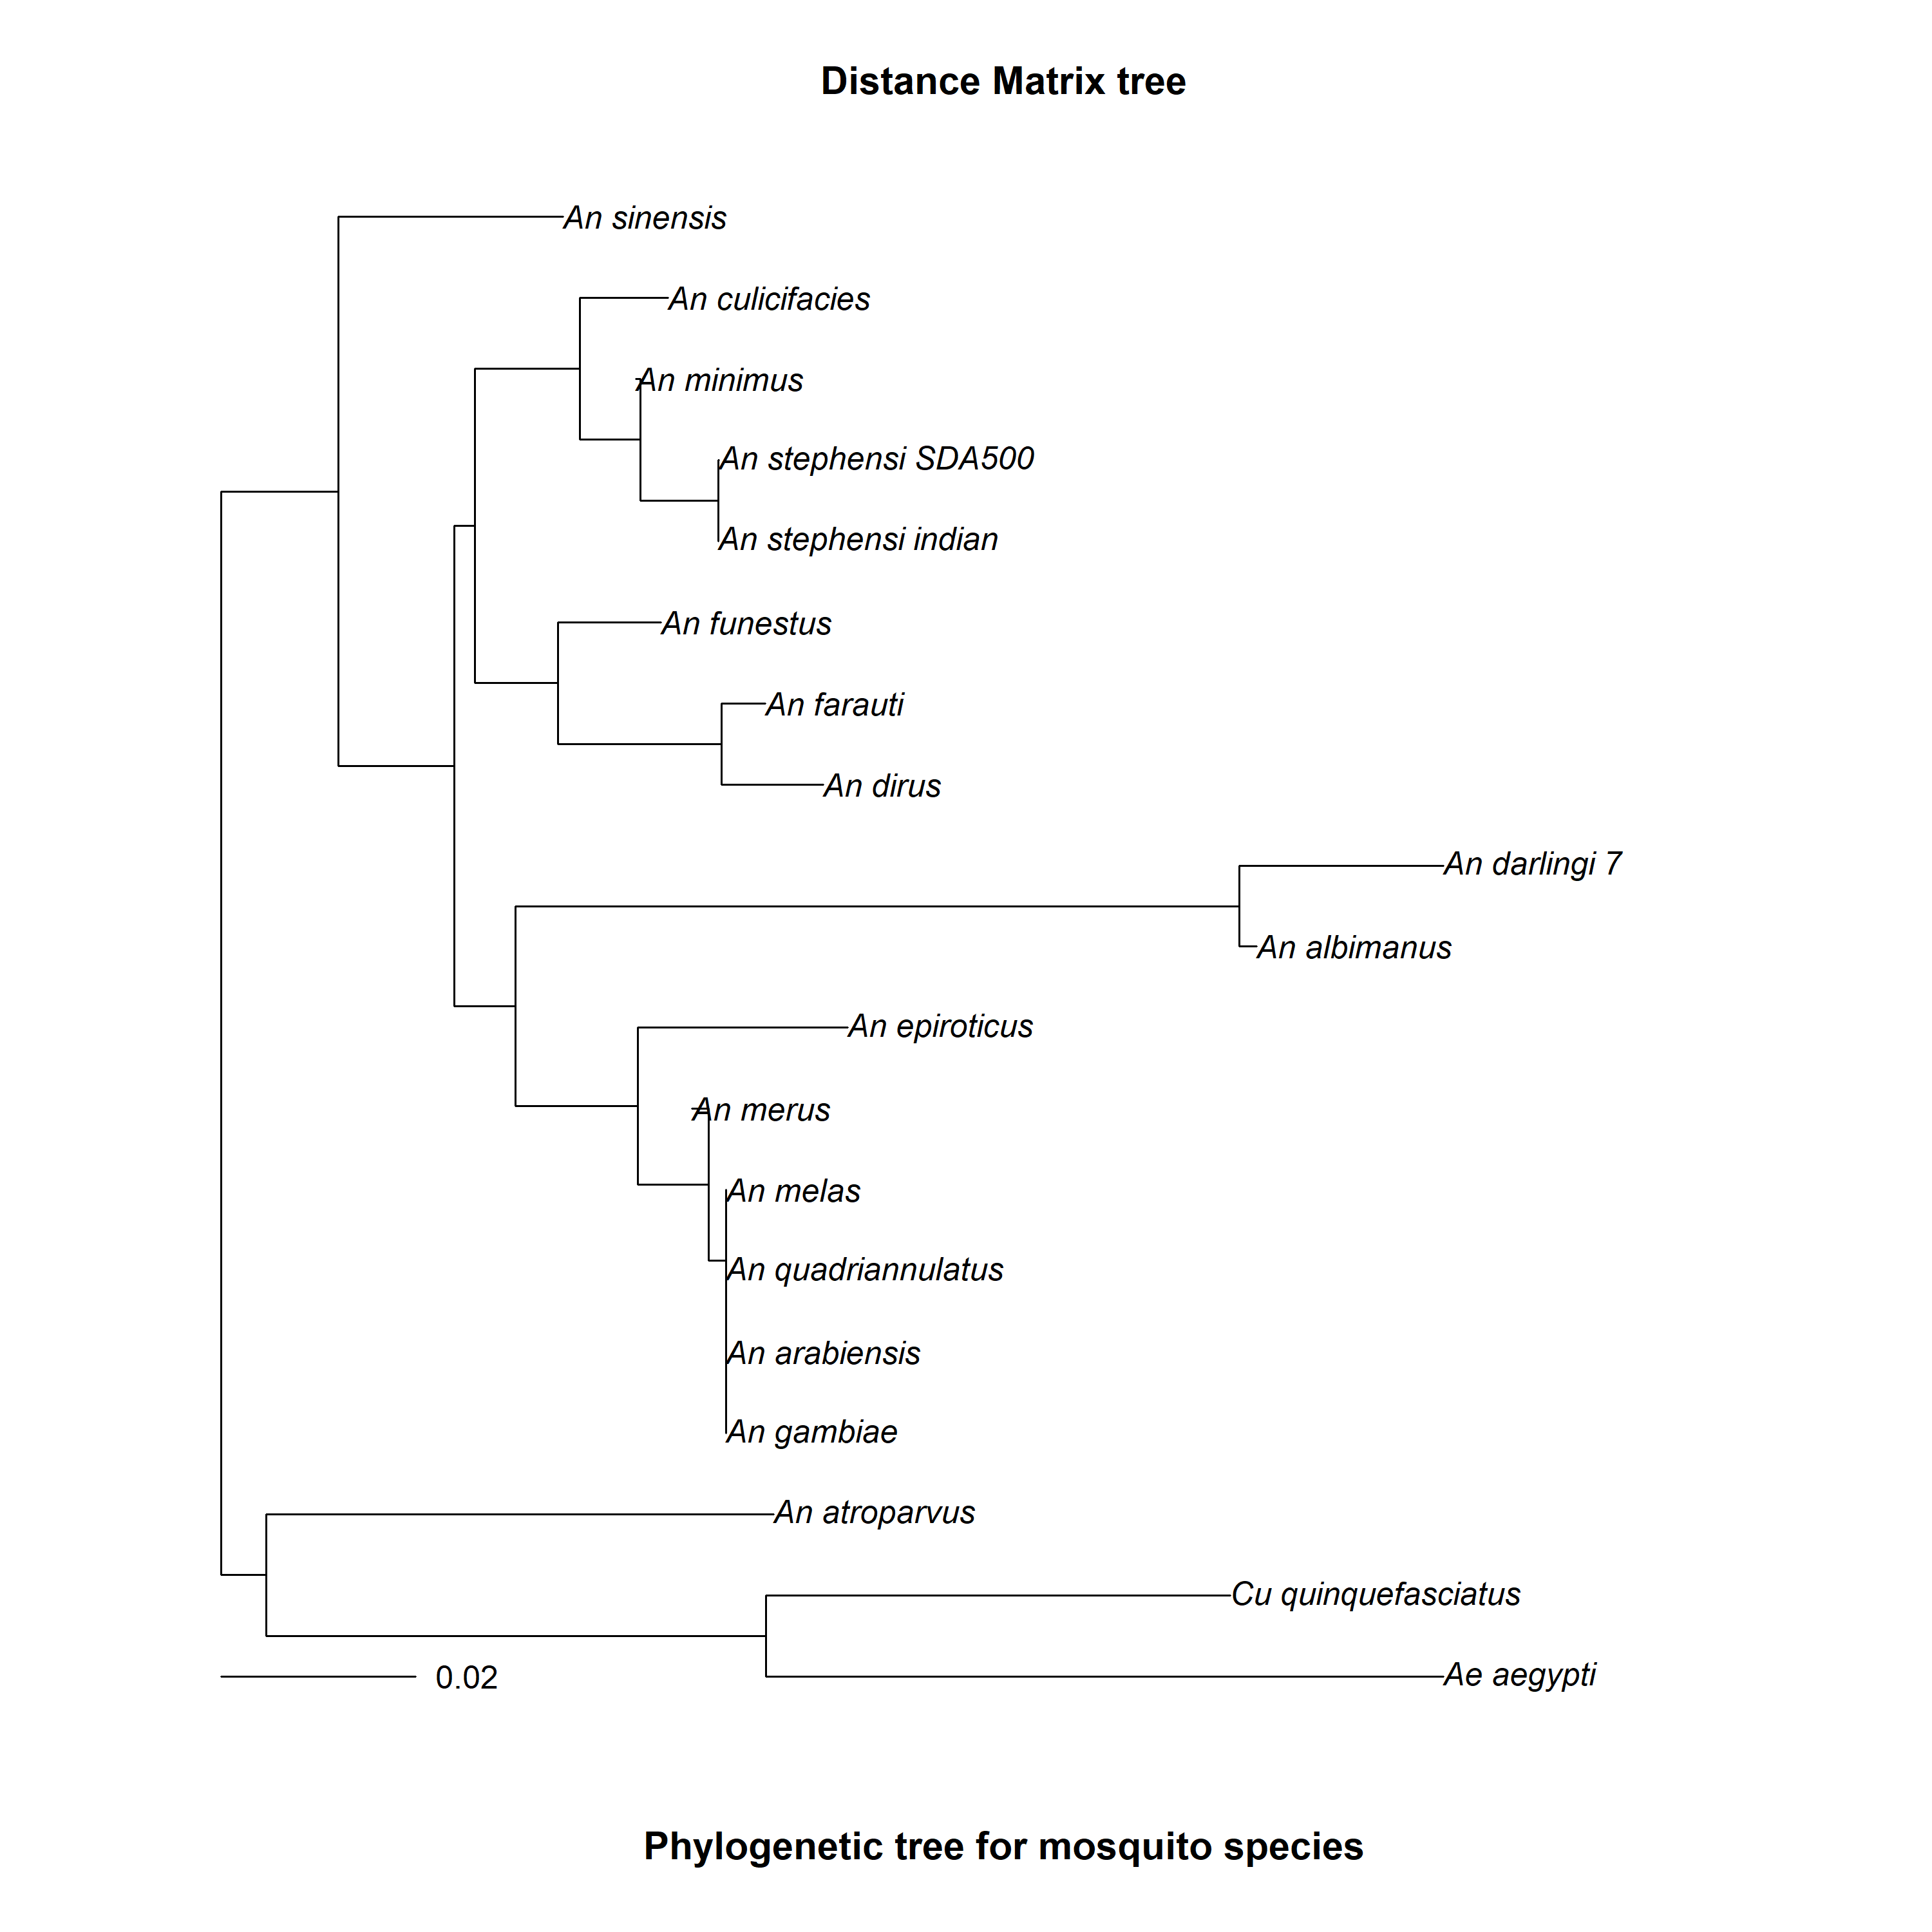 Distance Matrix tree
An sinensis
An culicifacies
An minimus
An stephensi SDA500
An stephensi indian
An funestus
An farauti
An dirus
An darlingi 7
An albimanus
An epiroticus
An merus
An melas
An quadriannulatus
An arabiensis
An gambiae
An atroparvus
Cu quinquefasciatus
Ae aegypti
0.02
Phylogenetic tree for mosquito species